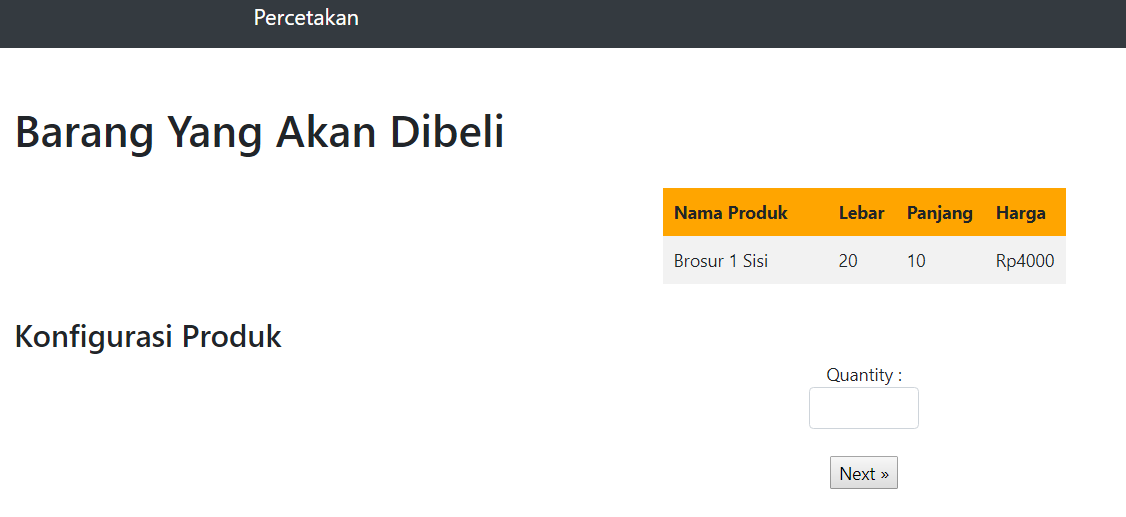 Percetakan
Barang Yang Akan Dibeli
Nama Produk Lebar Panjang Harga
Brosur 1 Sisi 20 10 Rp4000
Konfigurasi Produk
Quantity :
Next »